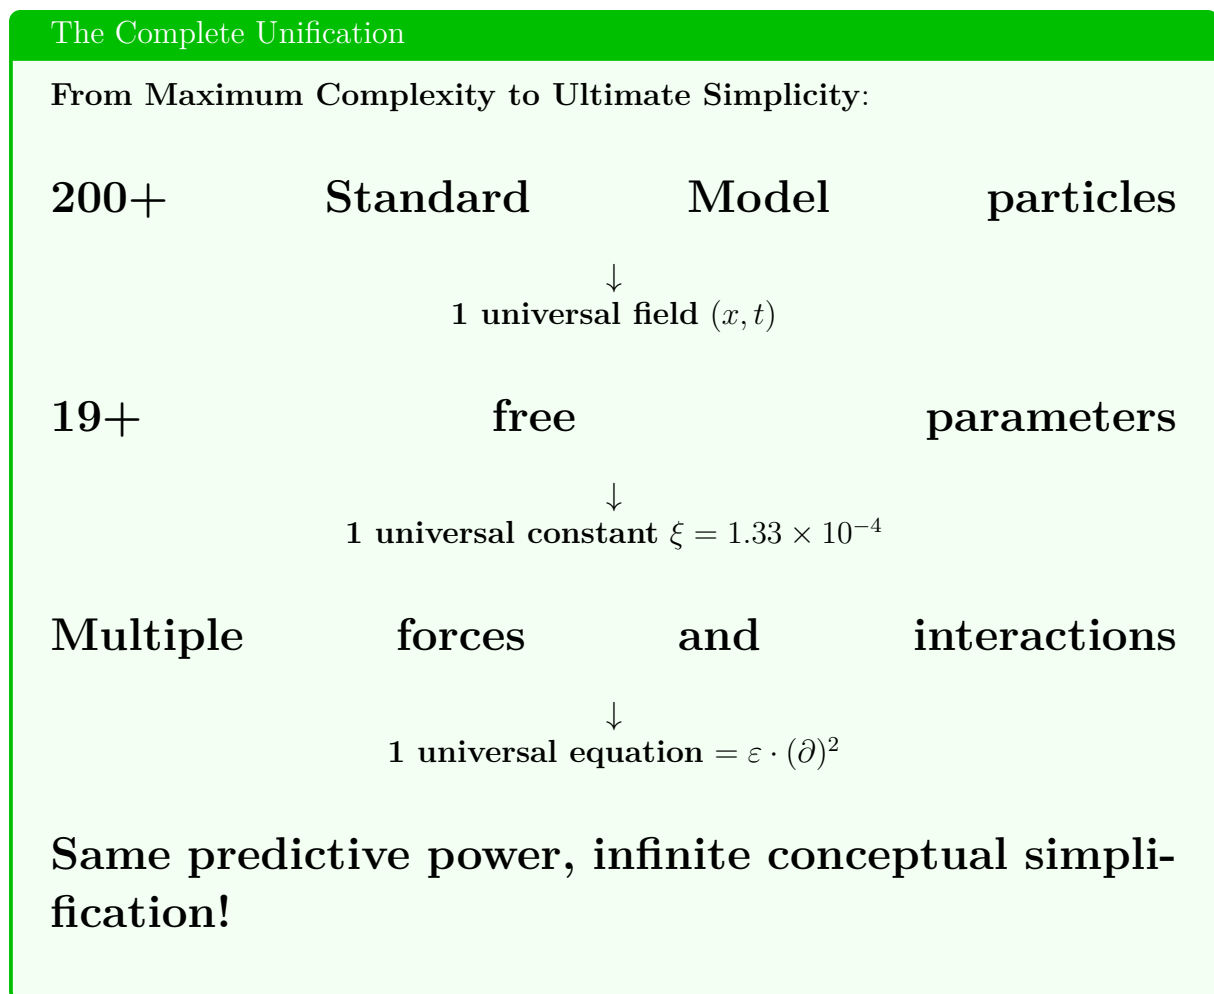 The Complete Unification
From Maximum Complexity to Ultimate Simplicity:
200+ Standard Model particles
↓
1 universal field (x, t)
19+ free parameters
↓
1 universal constant ξ = 1.33 × 10⁻⁴
Multiple forces and interactions
↓
1 universal equation = ε · (∂)²
Same predictive power, infinite conceptual simpli-
fication!